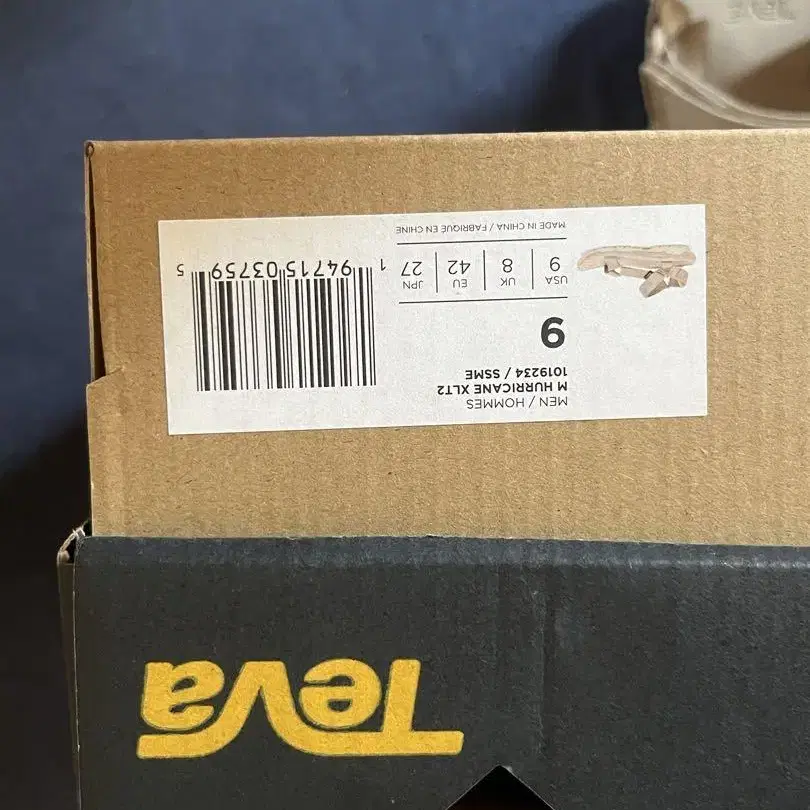 Teva
MEN / HOMMES
M HURRICANE XLT2
1019234 / SSME
9
USA UK EU JPN
9 8 42 27
MADE IN CHINA / FABRIQUÉ EN CHINE
1 94715 03759 5